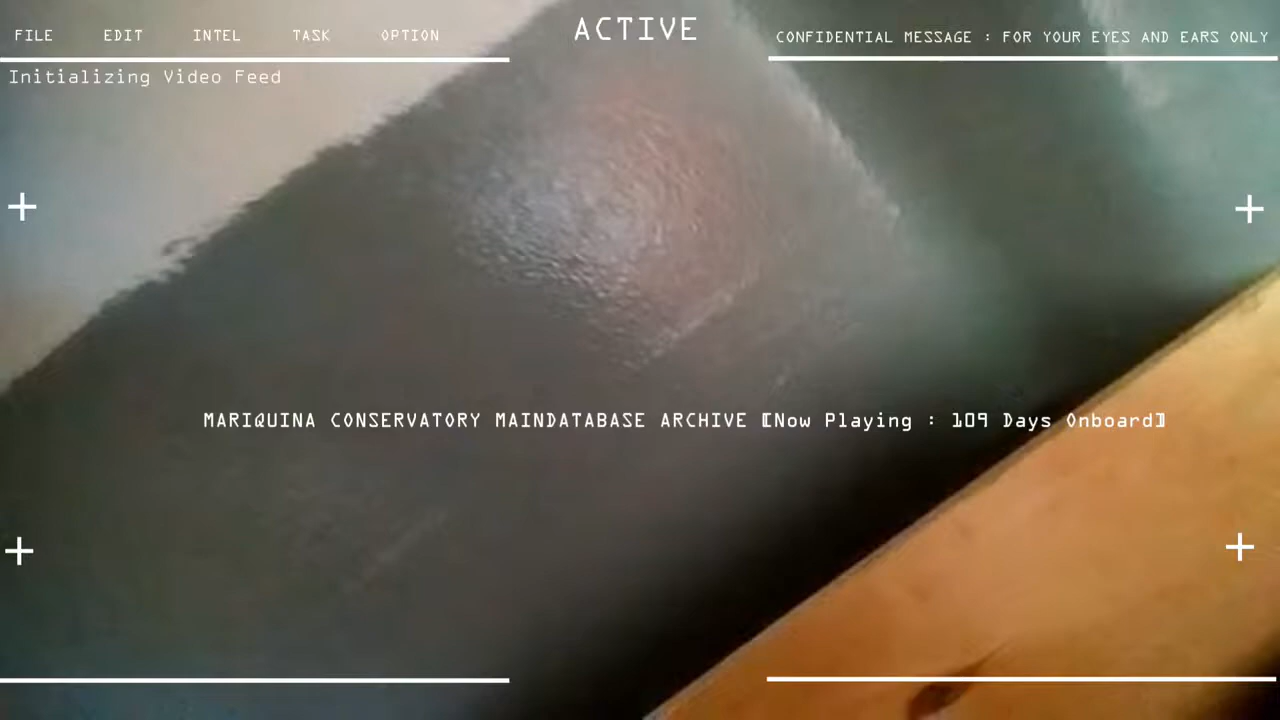 FILE EDIT INTEL TASK OPTION
ACTIVE
CONFIDENTIAL MESSAGE : FOR YOUR EYES AND EARS ONLY
Initializing Video Feed
MARIQUINA CONSERVATORY MAINDATABASE ARCHIVE [Now Playing : 109 Days Onboard]